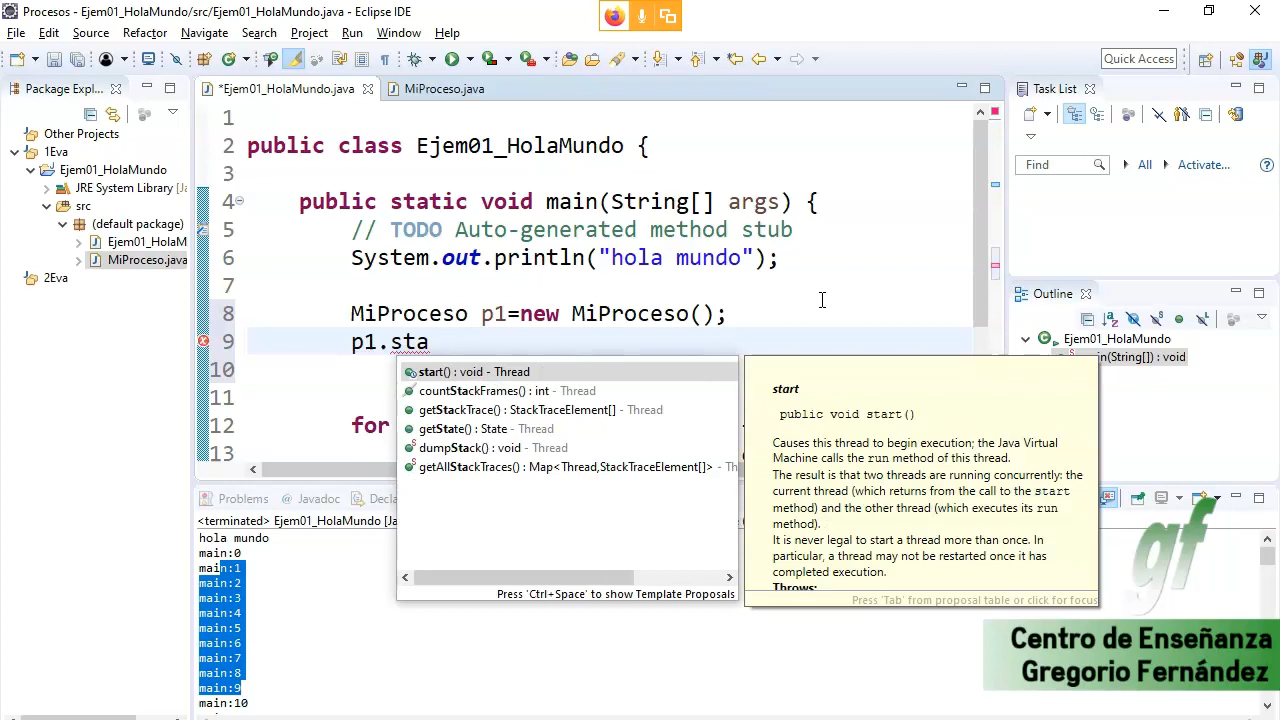 Procesos - Ejem01_HolaMundo/src/Ejem01_HolaMundo.java - Eclipse IDE
File Edit Source Refactor Navigate Search Project Run Window Help
Quick Access
Package Expl...
*Ejem01_HolaMundo.java
MiProceso.java
Task List
Other Projects
1Eva
Ejem01_HolaMundo
JRE System Library [Ja
src
(default package)
Ejem01_HolaM
MiProceso.java
2Eva
1
2 public class Ejem01_HolaMundo {
3
4 public static void main(String[] args) {
5 // TODO Auto-generated method stub
6 System.out.println("hola mundo");
7
8 MiProceso p1=new MiProceso();
9 p1.sta
10
11
12 for
13
Find
All
Activate...
Outline
Ejem01_HolaMundo
in(String[]) : void
start() : void - Thread
countStackFrames() : int - Thread
getStackTrace() : StackTraceElement[] - Thread
getState() : State - Thread
dumpStack() : void - Thread
getAllStackTraces() : Map<Thread,StackTraceElement[]> - Th
Press 'Ctrl+Space' to show Template Proposals
start
public void start()
Causes this thread to begin execution; the Java Virtual
Machine calls the run method of this thread.
The result is that two threads are running concurrently: the
current thread (which returns from the call to the start
method) and the other thread (which executes its run
method).
It is never legal to start a thread more than once. In
particular, a thread may not be restarted once it has
completed execution.
Throws:
Press 'Tab' from proposal table or click for focus
Problems
Javadoc
Decla
<terminated> Ejem01_HolaMundo [Ja
hola mundo
main:0
main:1
main:2
main:3
main:4
main:5
main:6
main:7
main:8
main:9
main:10
gf
Centro de Enseñanza
Gregorio Fernández